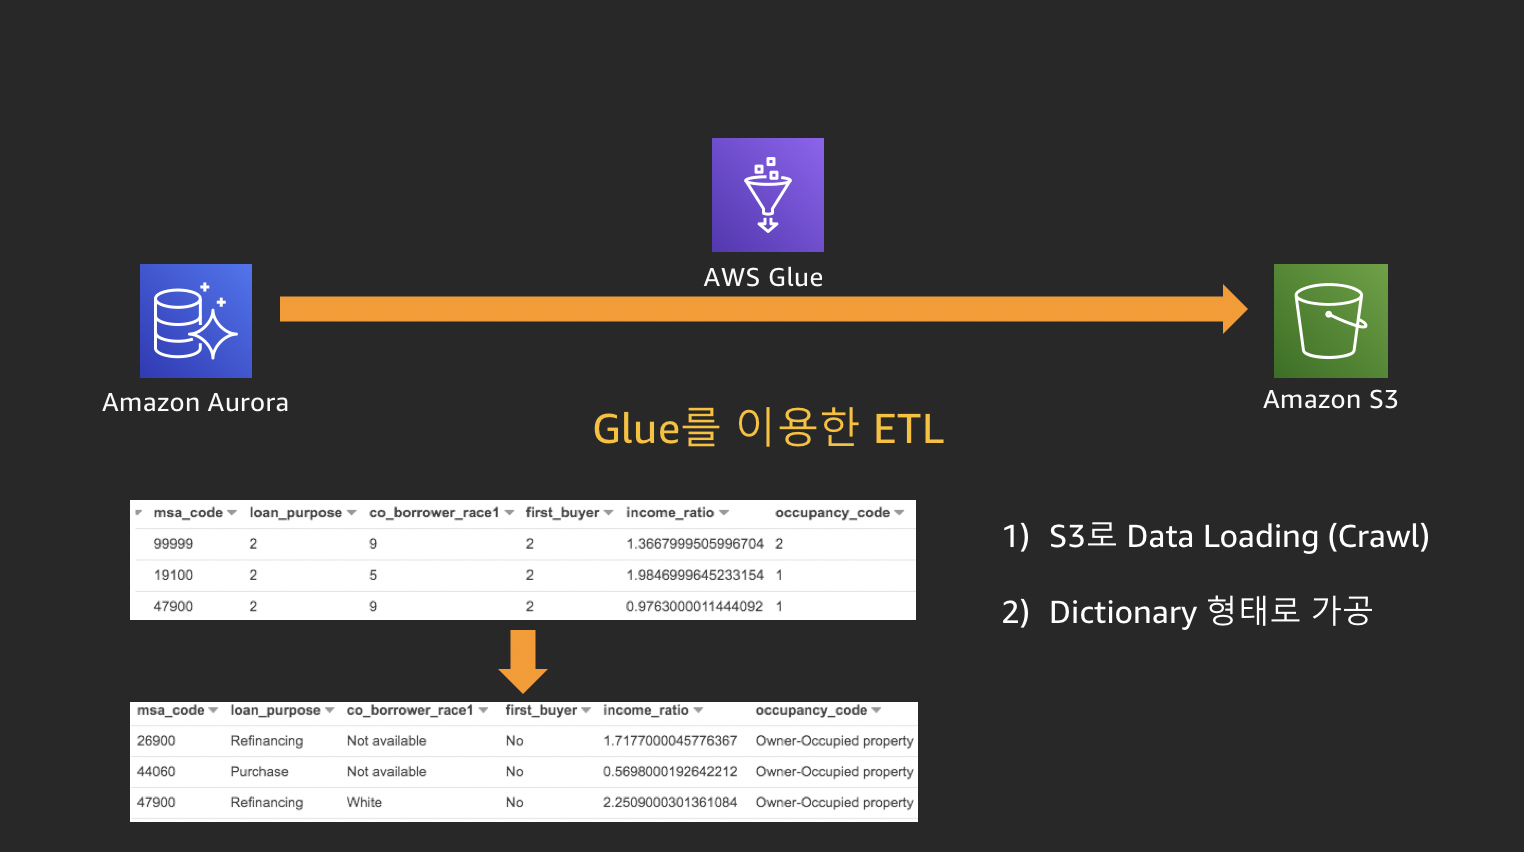 AWS Glue
Amazon Aurora
Amazon S3
Glue를 이용한 ETL
msa_code loan_purpose co_borrower_race1 first_buyer income_ratio occupancy_code
99999 2 9 2 1.3667999505996704 2
19100 2 5 2 1.9846999645233154 1
47900 2 9 2 0.9763000011444092 1
1) S3로 Data Loading (Crawl)
2) Dictionary 형태로 가공
msa_code loan_purpose co_borrower_race1 first_buyer income_ratio occupancy_code
26900 Refinancing Not available No 1.7177000045776367 Owner-Occupied property
44060 Purchase Not available No 0.5698000192642212 Owner-Occupied property
47900 Refinancing White No 2.2509000301361084 Owner-Occupied property